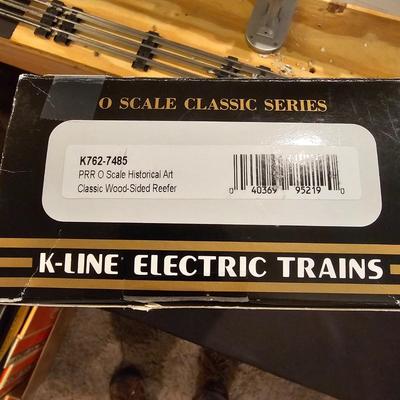 O SCALE CLASSIC SERIES
K762-7485
PRR O Scale Historical Art
Classic Wood-Sided Reefer
0 40369 95219 0
K-LINE ELECTRIC TRAINS